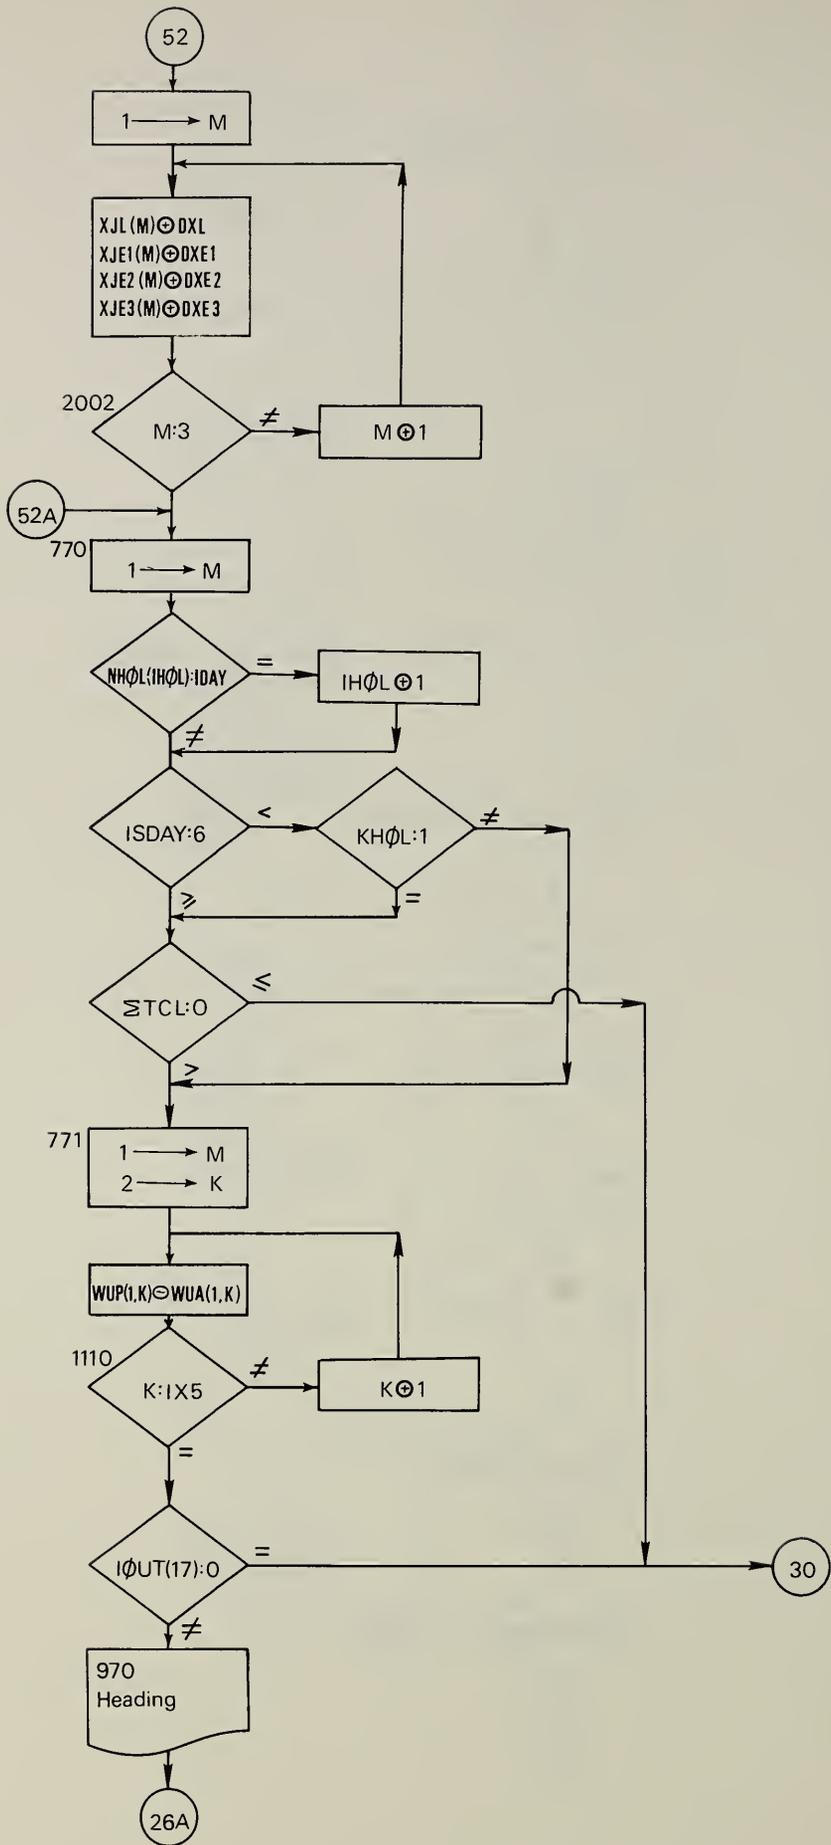 52
1 → M
XJL(M)⊕DXL
XJE1(M)⊕DXE1
XJE2(M)⊕DXE2
XJE3(M)⊕DXE3
2002
M:3
≠
M⊕1
52A
770
1 → M
NHØL(IHØL):IDAY
=
IHØL⊕1
≠
ISDAY:6
<
KHØL:1
≠
≥
=
ΣTCL:0
≤
>
771
1 → M
2 → K
WUP(1,K)⊖WUA(1,K)
1110
K:IX5
≠
K⊕1
=
IØUT(17):0
=
30
≠
970
Heading
26A